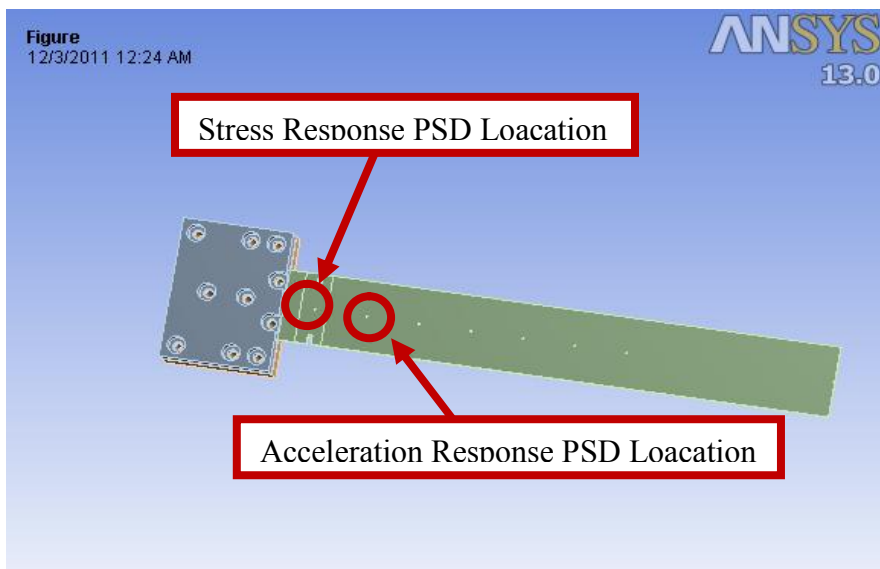 Figure
12/3/2011 12:24 AM
ANSYS
13.0
Stress Response PSD Loacation
Acceleration Response PSD Loacation